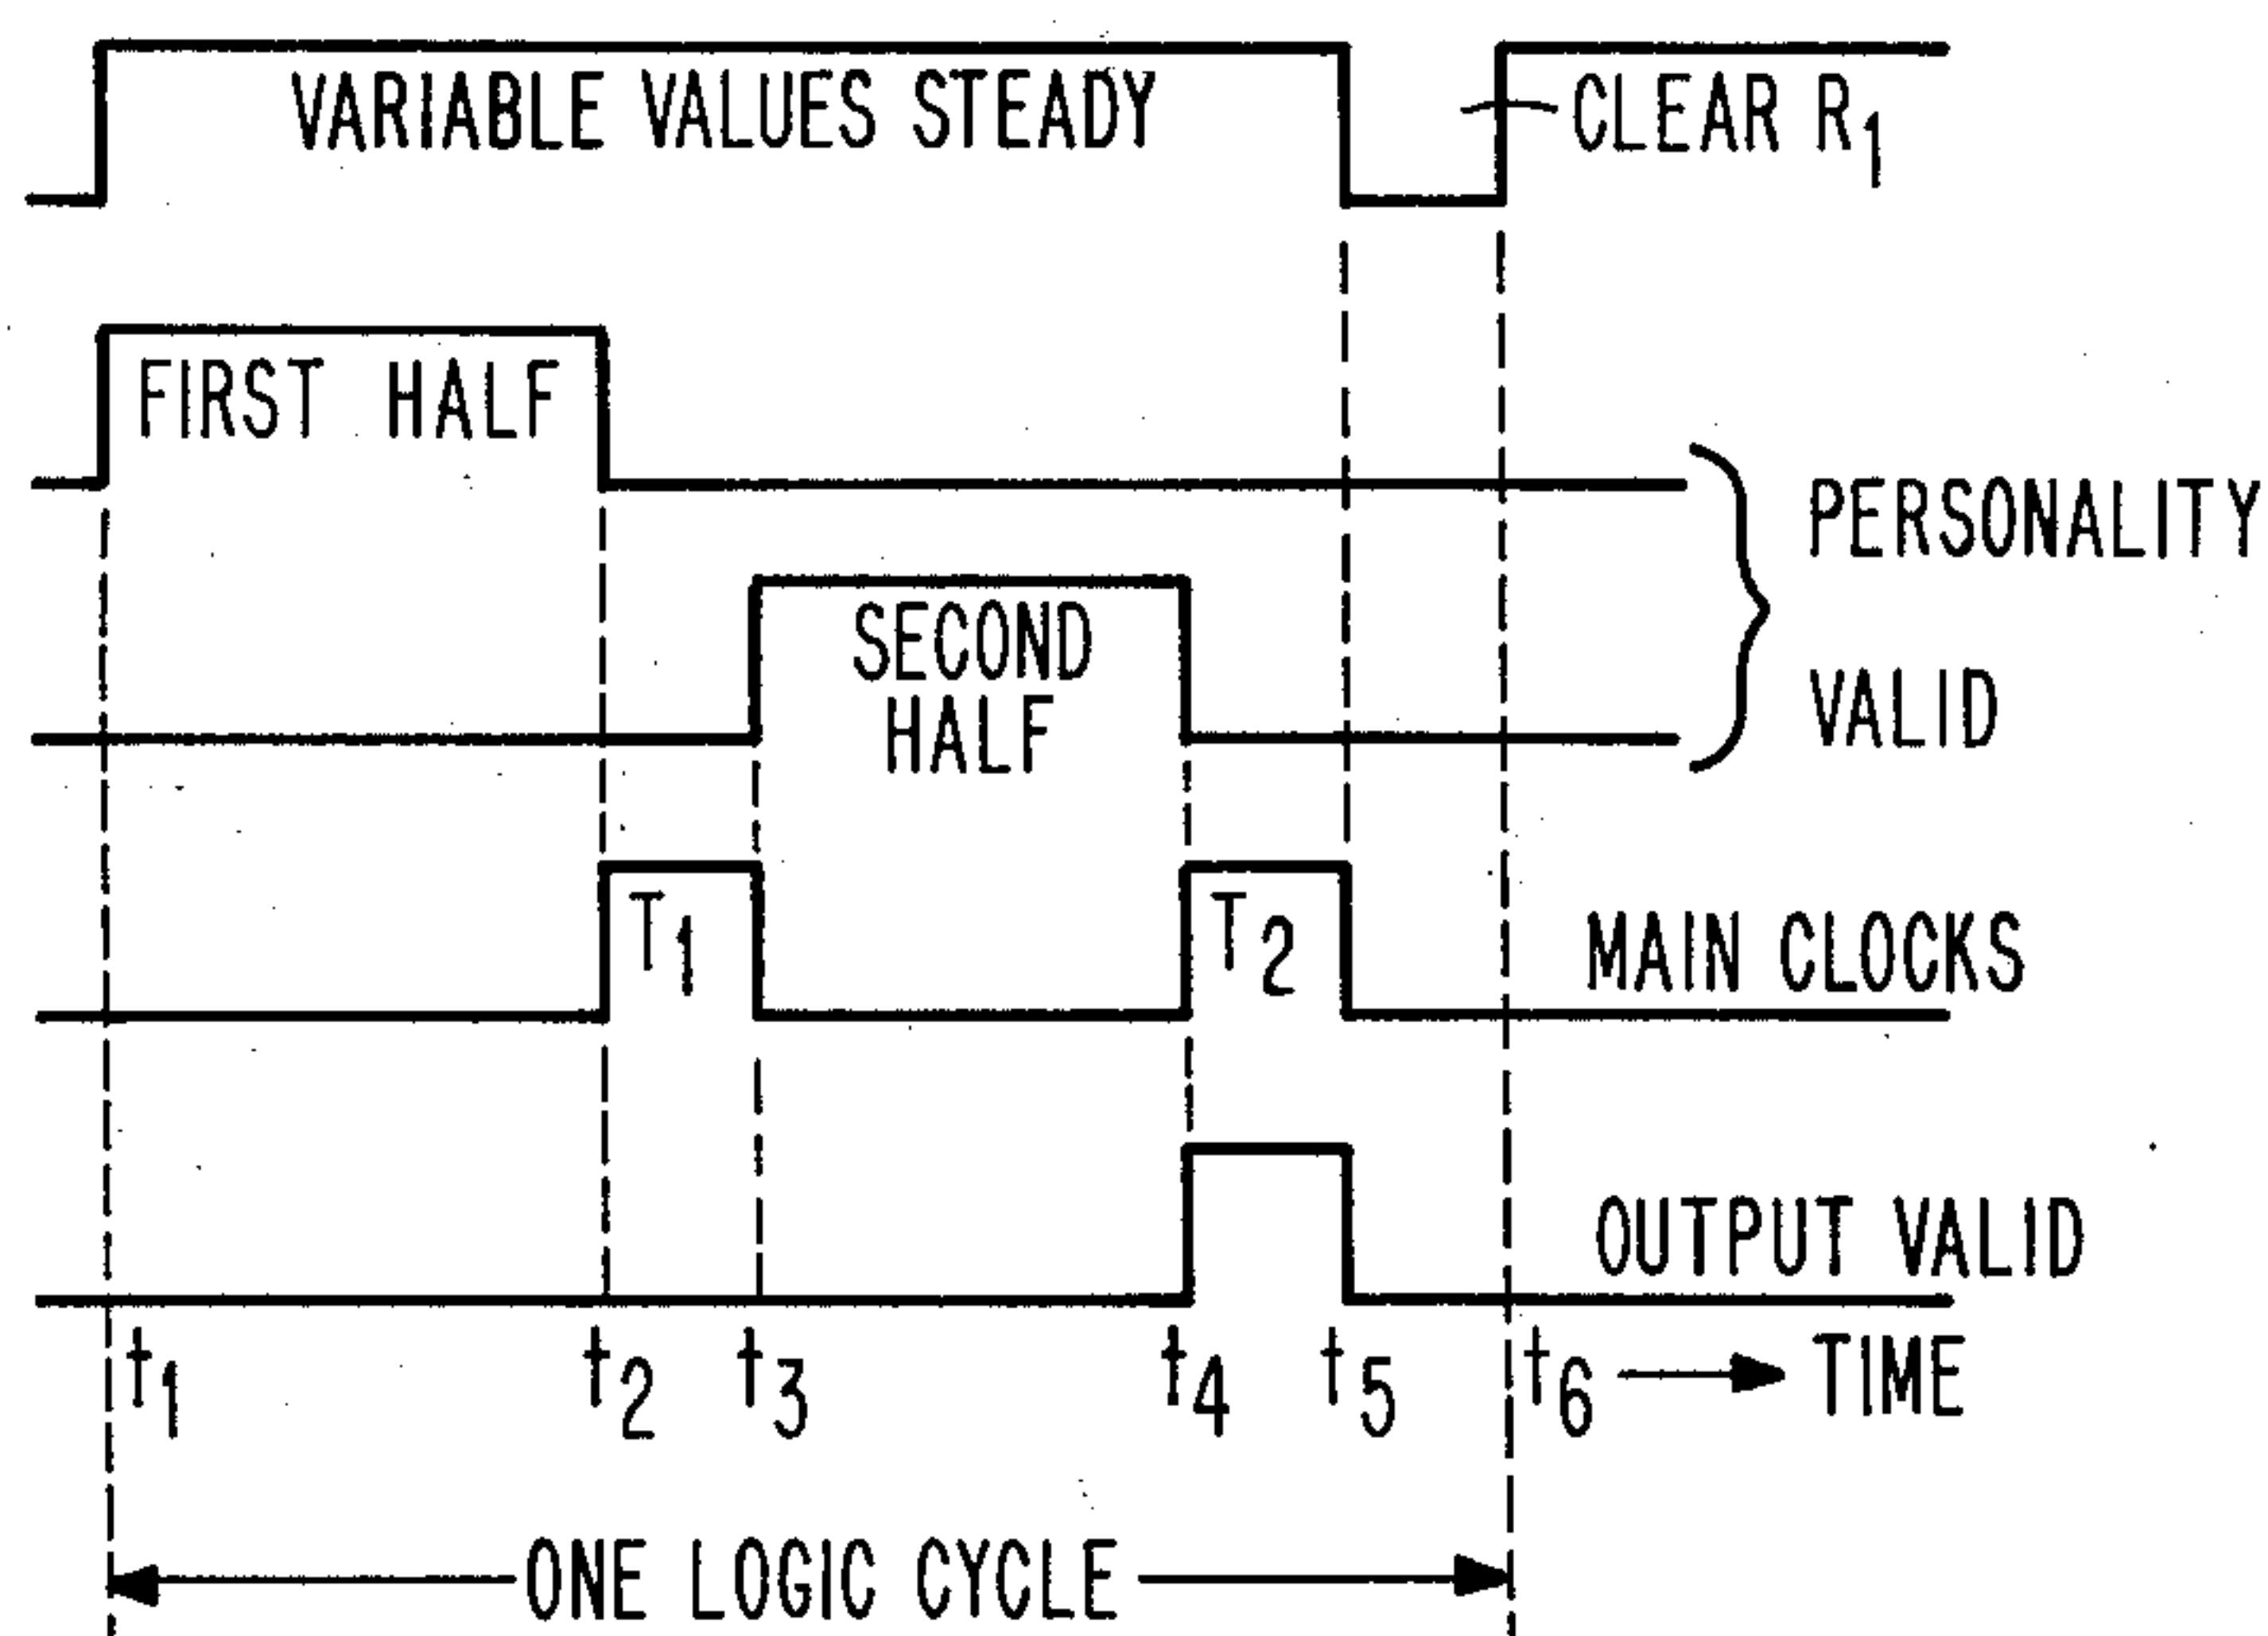 VARIABLE VALUES STEADY
CLEAR R1
FIRST HALF
PERSONALITY
VALID
SECOND
HALF
T1
T2
MAIN CLOCKS
OUTPUT VALID
t1 t2 t3 t4 t5 t6 TIME
ONE LOGIC CYCLE